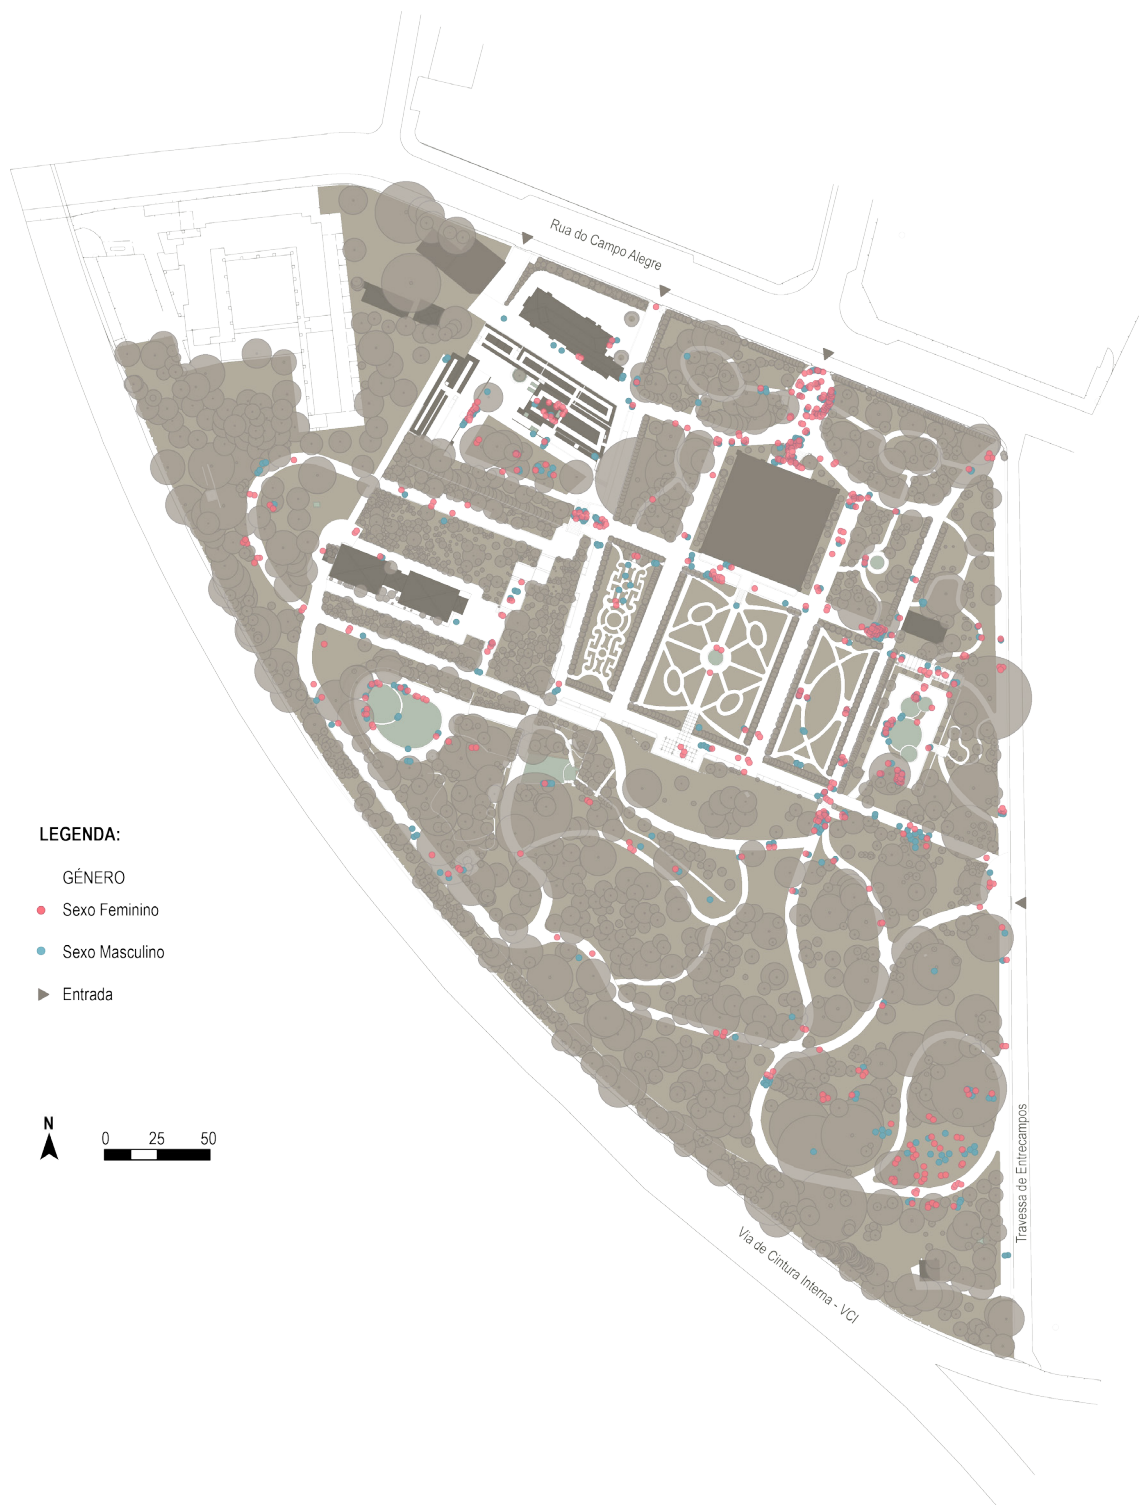 Rua do Campo Alegre
LEGENDA:
GÉNERO
Sexo Feminino
Sexo Masculino
Entrada
N
0 25 50
Travessa de Entrecampos
Via de Cintura Interna - VCI